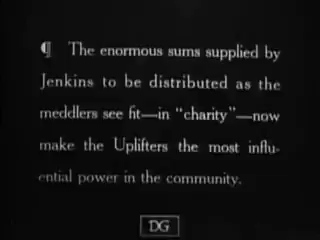 ¶ The enormous sums supplied by
Jenkins to be distributed as the
meddlers see fit—in "charity"—now
make the Uplifters the most influ-
ential power in the community.
DG